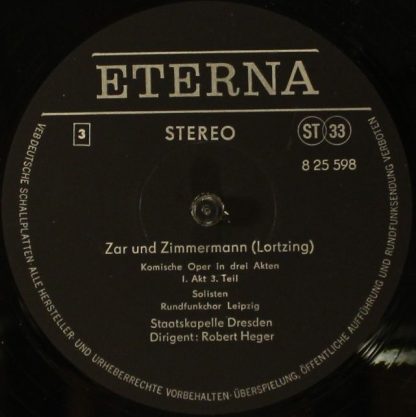 ETERNA
3
STEREO
ST 33
8 25 598
Zar und Zimmermann (Lortzing)
Komische Oper in drei Akten
I. Akt 3. Teil
Solisten
Rundfunkchor Leipzig
Staatskapelle Dresden
Dirigent: Robert Heger
VEB DEUTSCHE SCHALLPLATTEN ALLE HERSTELLER- UND URHEBERRECHTE VORBEHALTEN · ÜBERSPIELUNG, ÖFFENTLICHE AUFFÜHRUNG UND RUNDFUNKSENDUNG VERBOTEN